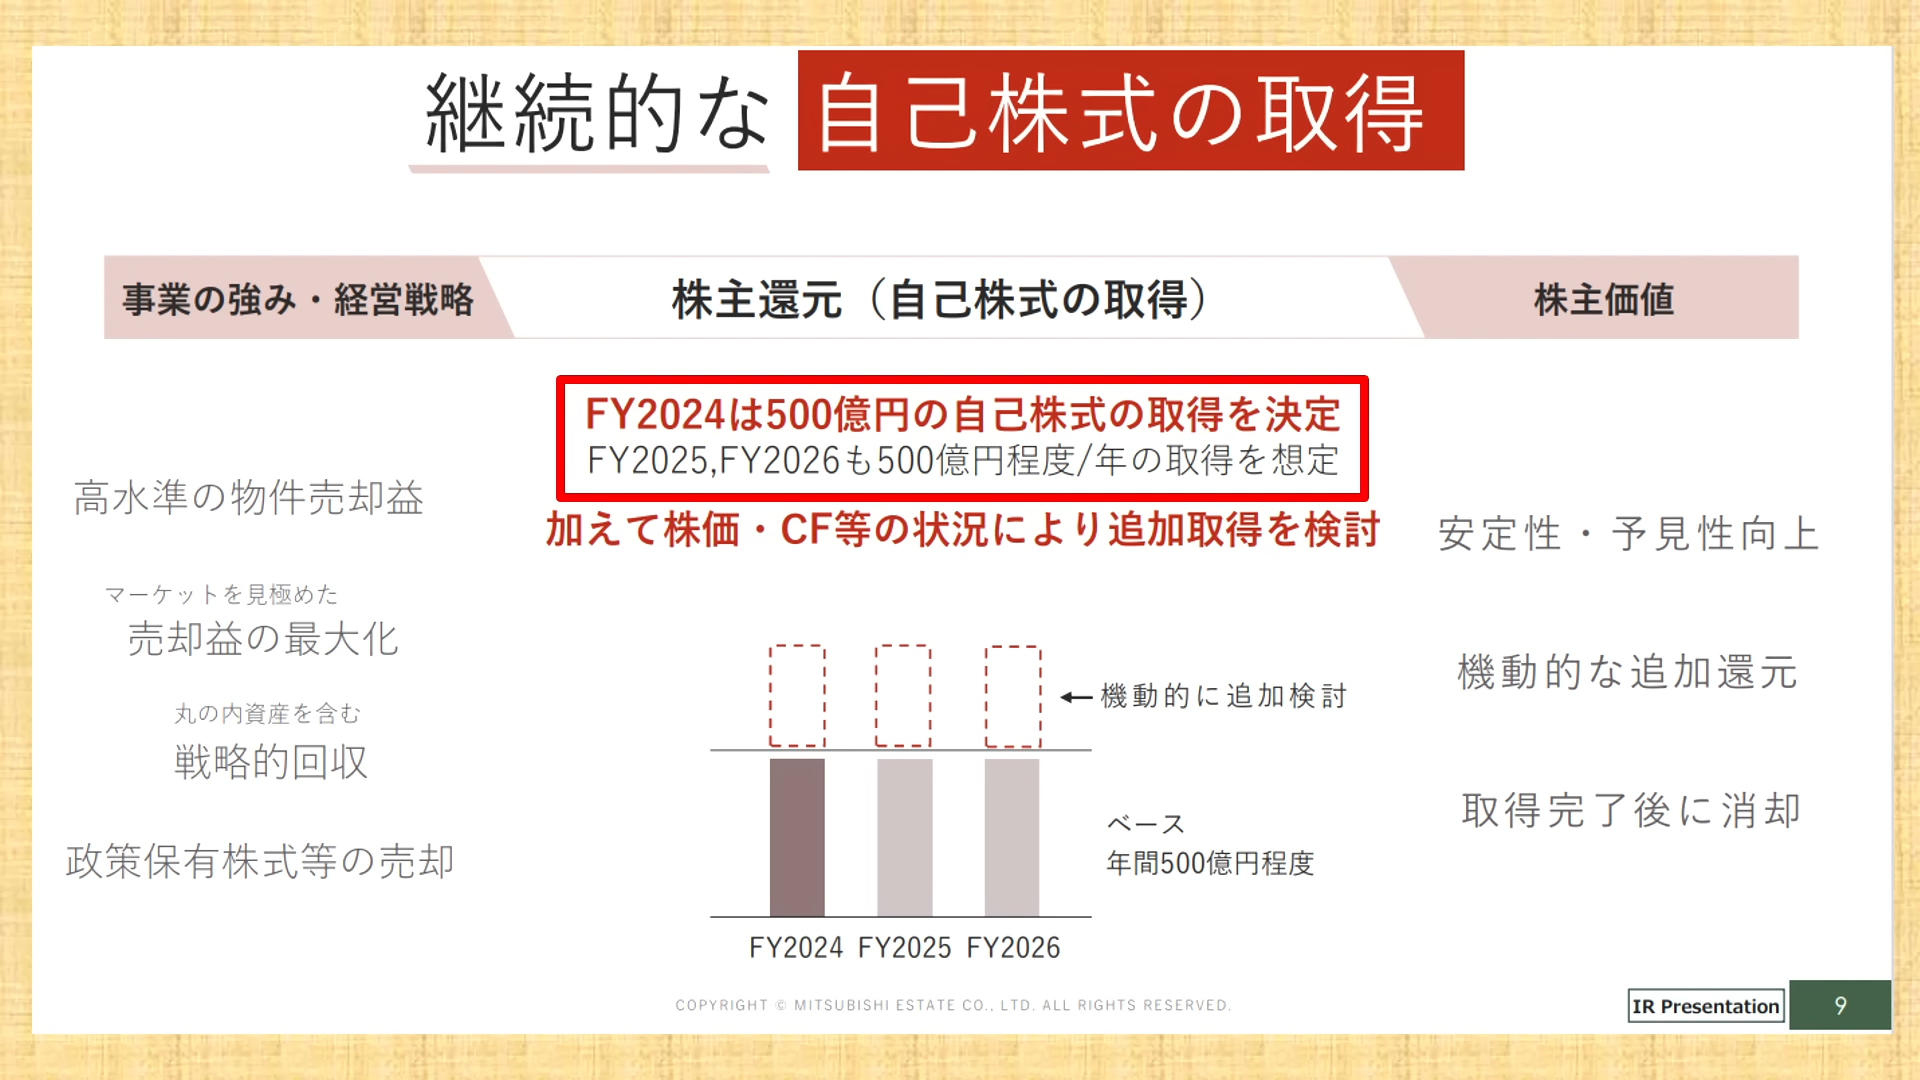 継続的な 自己株式の取得
事業の強み・経営戦略
株主還元（自己株式の取得）
株主価値
高水準の物件売却益
マーケットを見極めた
売却益の最大化
丸の内資産を含む
戦略的回収
政策保有株式等の売却
FY2024は500億円の自己株式の取得を決定
FY2025,FY2026も500億円程度/年の取得を想定
加えて株価・CF等の状況により追加取得を検討
機動的に追加検討
ベース
年間500億円程度
FY2024 FY2025 FY2026
安定性・予見性向上
機動的な追加還元
取得完了後に消却
COPYRIGHT © MITSUBISHI ESTATE CO., LTD. ALL RIGHTS RESERVED.
IR Presentation
9